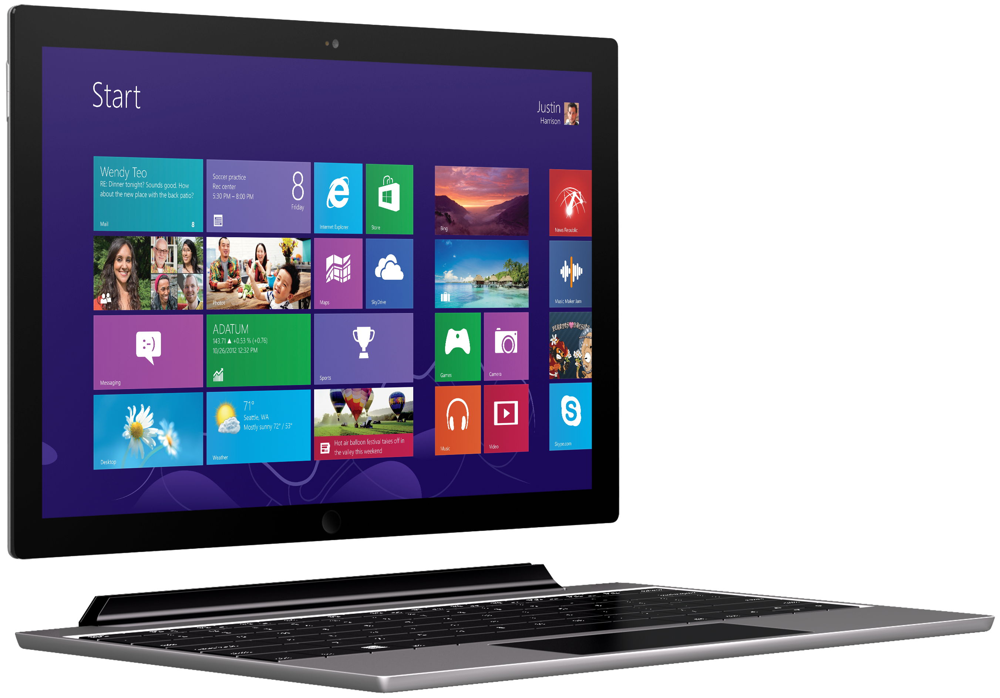 Start
Justin
Harrison
Wendy Teo
RE: Dinner tonight? Sounds good. How
about the new place with the back patio?
Mail
8
Soccer practice
Rec center
5:30 PM – 8:00 PM
8
Friday
Internet Explorer
Store
Bing
News Republic
Photos
Maps
SkyDrive
Music Maker Jam
:-)
Messaging
ADATUM
143.71 ▲ +0.53 % (+0.76)
10/26/2012 12:32 PM
Sports
Games
Camera
PIRATES DAISIES
Desktop
71°
Seattle, WA
Mostly sunny 72° / 53°
Weather
Hot air balloon festival takes off in
the valley this weekend
Music
Video
S
Skype.com